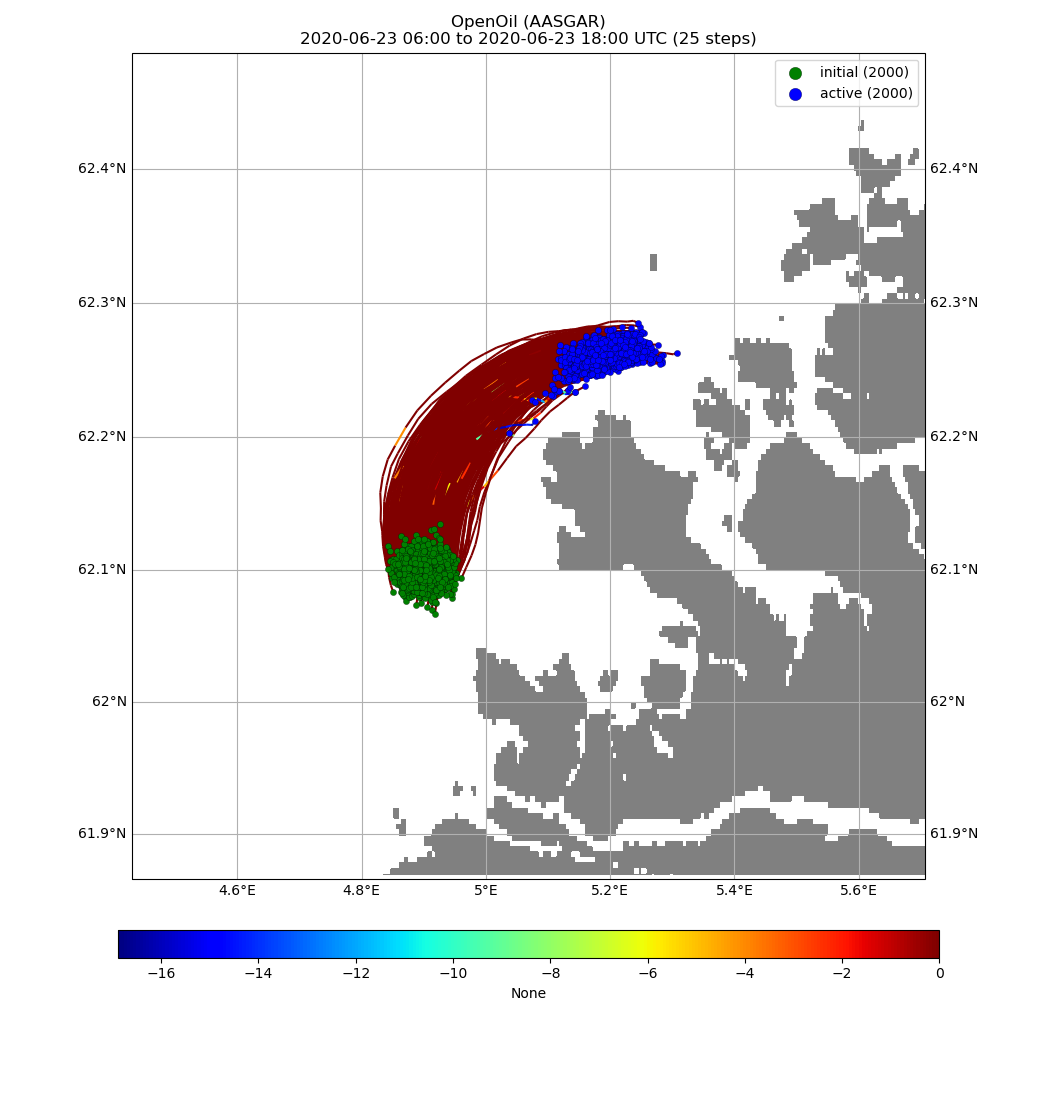 OpenOil (AASGAR)
2020-06-23 06:00 to 2020-06-23 18:00 UTC (25 steps)
initial (2000)
active (2000)
62.4°N 62.4°N
62.3°N 62.3°N
62.2°N 62.2°N
62.1°N 62.1°N
62°N 62°N
61.9°N 61.9°N
4.6°E 4.8°E 5°E 5.2°E 5.4°E 5.6°E
−16 −14 −12 −10 −8 −6 −4 −2 0
None